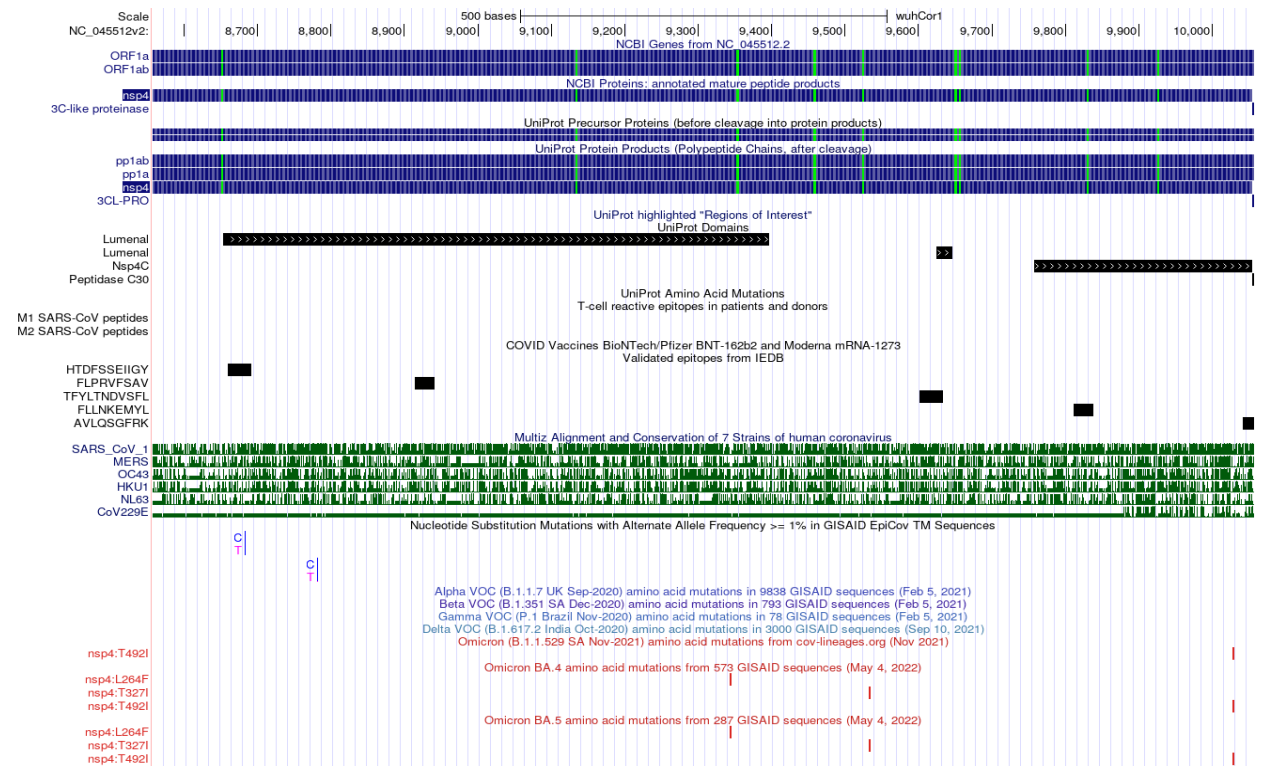 Scale 500 bases wuhCor1
NC_045512v2: 8,700 8,800 8,900 9,000 9,100 9,200 9,300 9,400 9,500 9,600 9,700 9,800 9,900 10,000
NCBI Genes from NC_045512.2
ORF1a
ORF1ab
NCBI Proteins: annotated mature peptide products
nsp4
3C-like proteinase
UniProt Precursor Proteins (before cleavage into protein products)
UniProt Protein Products (Polypeptide Chains, after cleavage)
pp1ab
pp1a
nsp4
3CL-PRO
UniProt highlighted "Regions of Interest"
UniProt Domains
Lumenal
Lumenal
Nsp4C
Peptidase C30
UniProt Amino Acid Mutations
T-cell reactive epitopes in patients and donors
M1 SARS-CoV peptides
M2 SARS-CoV peptides
COVID Vaccines BioNTech/Pfizer BNT-162b2 and Moderna mRNA-1273
Validated epitopes from IEDB
HTDFSSEIIGY
FLPRVFSAV
TFYLTNDVSFL
FLLNKEMYL
AVLQSGFRK
Multiz Alignment and Conservation of 7 Strains of human coronavirus
SARS_CoV_1
MERS
OC43
HKU1
NL63
CoV229E
Nucleotide Substitution Mutations with Alternate Allele Frequency >= 1% in GISAID EpiCov TM Sequences
C
T
C
T
Alpha VOC (B.1.1.7 UK Sep-2020) amino acid mutations in 9838 GISAID sequences (Feb 5, 2021)
Beta VOC (B.1.351 SA Dec-2020) amino acid mutations in 793 GISAID sequences (Feb 5, 2021)
Gamma VOC (P.1 Brazil Nov-2020) amino acid mutations in 78 GISAID sequences (Feb 5, 2021)
Delta VOC (B.1.617.2 India Oct-2020) amino acid mutations in 3000 GISAID sequences (Sep 10, 2021)
Omicron (B.1.1.529 SA Nov-2021) amino acid mutations from cov-lineages.org (Nov 2021)
nsp4:T492I
Omicron BA.4 amino acid mutations from 573 GISAID sequences (May 4, 2022)
nsp4:L264F
nsp4:T327I
nsp4:T492I
Omicron BA.5 amino acid mutations from 287 GISAID sequences (May 4, 2022)
nsp4:L264F
nsp4:T327I
nsp4:T492I